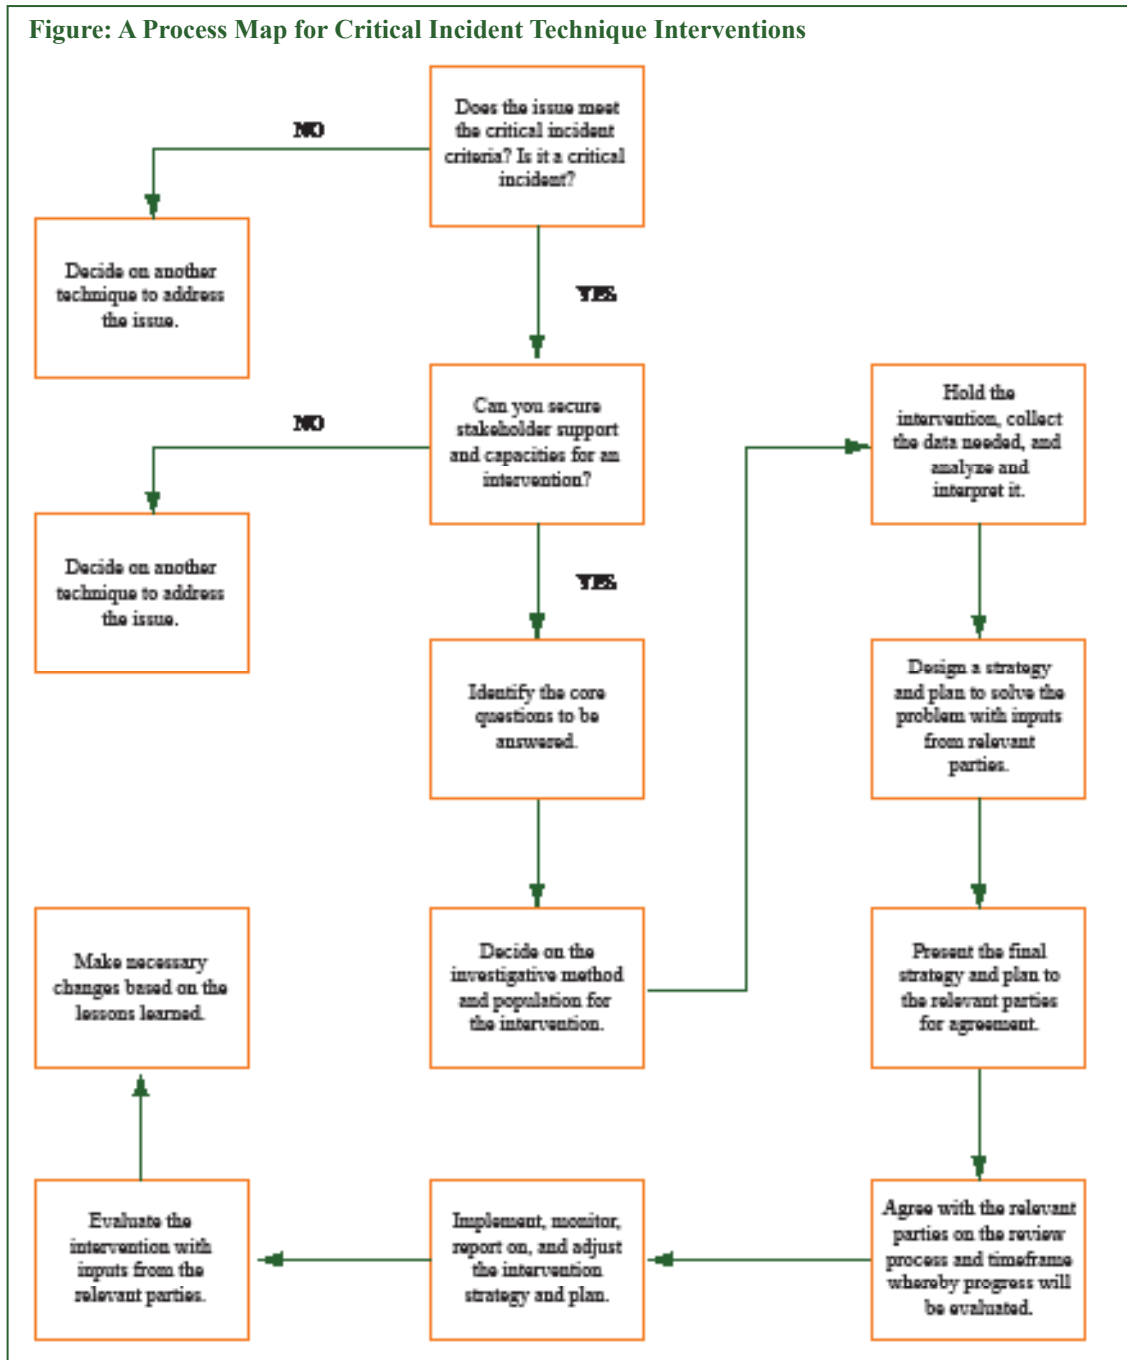 Figure: A Process Map for Critical Incident Technique Interventions
Does the issue meet
the critical incident
criteria? Is it a critical
incident?
NO
Decide on another
technique to address
the issue.
YES
Can you secure
stakeholder support
and capacities for an
intervention?
NO
Decide on another
technique to address
the issue.
YES
Identify the core
questions to be
answered.
Decide on the
investigative method
and population for
the intervention.
Hold the
intervention, collect
the data needed, and
analyze and
interpret it.
Design a strategy
and plan to solve the
problem with inputs
from relevant
parties.
Present the final
strategy and plan to
the relevant parties
for agreement.
Agree with the relevant
parties on the review
process and timeframe
whereby progress will
be evaluated.
Implement, monitor,
report on, and adjust
the intervention
strategy and plan.
Evaluate the
intervention with
inputs from the
relevant parties.
Make necessary
changes based on the
lessons learned.